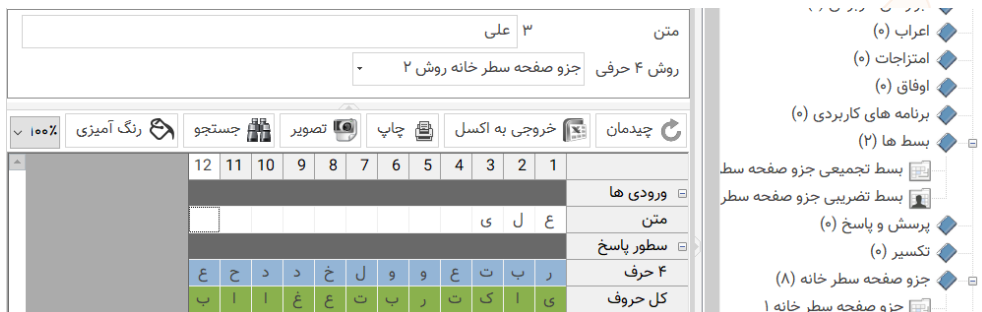 متن ۳ علی
روش ۴ حرفی جزو صفحه سطر خانه روش ۲
چیدمان خروجی به اکسل چاپ تصویر جستجو رنگ آمیزی ۱۰۰٪
1 2 3 4 5 6 7 8 9 10 11 12
ورودی ها
متن ع ل ی
سطور پاسخ
۴ حرف ر ب ت ع و و ل خ د د ح ع
کل حروف ی ا ک ت ر ب ت ع غ ا ا ب
اعراب (۰)
امتزاجات (۰)
اوفاق (۰)
برنامه های کاربردی (۰)
بسط ها (۲)
بسط تجمیعی جزو صفحه سط
بسط تضریبی جزو صفحه سطر
پرسش و پاسخ (۰)
تکسیر (۰)
جزو صفحه سطر خانه (۸)
جزو صفحه سطر خانه ۱